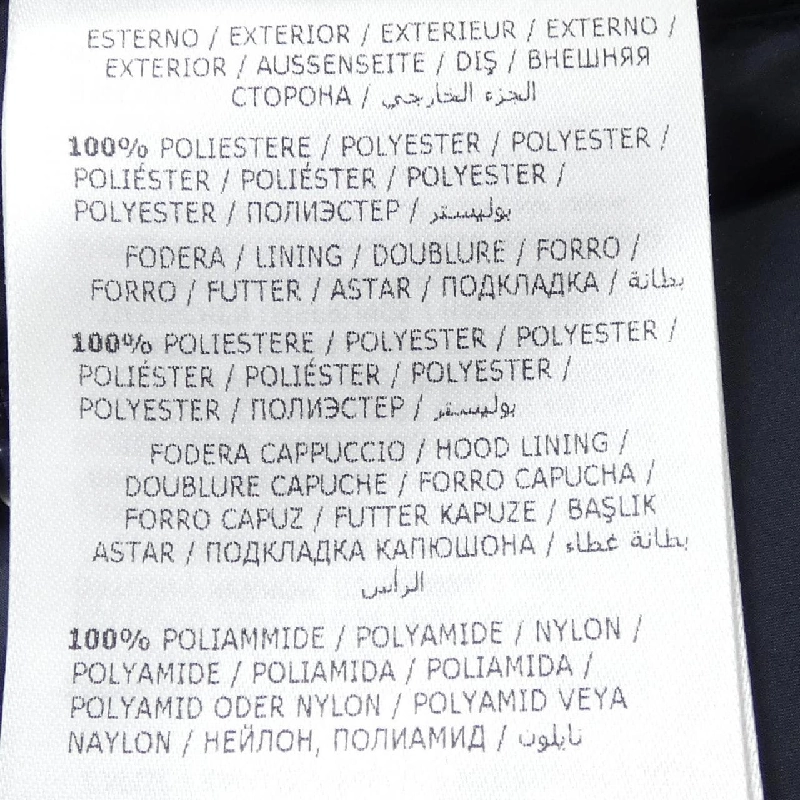 ESTERNO / EXTERIOR / EXTERIEUR / EXTERNO /
EXTERIOR / AUSSENSEITE / DIŞ / ВНЕШНЯЯ
СТОРОНА / الجزء الخارجي
100% POLIESTERE / POLYESTER / POLYESTER /
POLIÉSTER / POLIÉSTER / POLYESTER /
POLYESTER / ПОЛИЭСТЕР / بوليستر
FODERA / LINING / DOUBLURE / FORRO /
FORRO / FUTTER / ASTAR / ПОДКЛАДКА / بطانة
100% POLIESTERE / POLYESTER / POLYESTER /
POLIÉSTER / POLIÉSTER / POLYESTER /
POLYESTER / ПОЛИЭСТЕР / بوليستر
FODERA CAPPUCCIO / HOOD LINING /
DOUBLURE CAPUCHE / FORRO CAPUCHA /
FORRO CAPUZ / FUTTER KAPUZE / BAŞLIK
ASTAR / ПОДКЛАДКА КАПЮШОНА / بطانة غطاء
الرأس
100% POLIAMMIDE / POLYAMIDE / NYLON /
POLYAMIDE / POLIAMIDA / POLIAMIDA /
POLYAMID ODER NYLON / POLYAMID VEYA
NAYLON / НЕЙЛОН, ПОЛИАМИД / نايلون